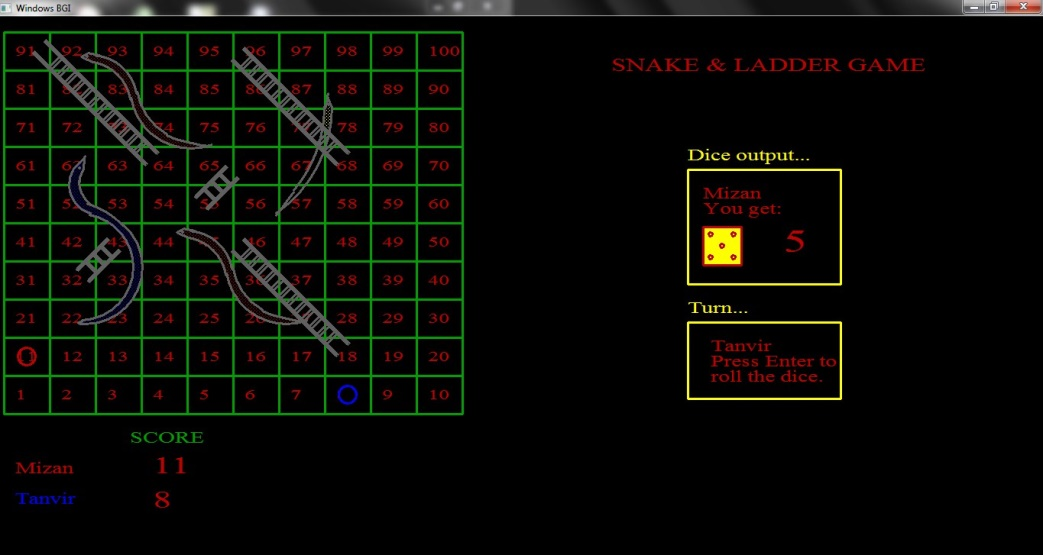 Windows BGI
91 92 93 94 95 96 97 98 99 100
81 83 84 85 86 87 88 89 90
71 72 74 75 76 78 79 80
61 62 63 64 65 66 67 68 69 70
51 52 53 54 55 56 57 58 59 60
41 42 43 44 45 46 47 48 49 50
31 32 33 34 35 36 37 38 39 40
21 22 23 24 25 26 27 28 29 30
11 12 13 14 15 16 17 18 19 20
1 2 3 4 5 6 7 9 10
SCORE
Mizan 11
Tanvir 8
SNAKE & LADDER GAME
Dice output...
Mizan
You get:
5
Turn...
Tanvir
Press Enter to
roll the dice.